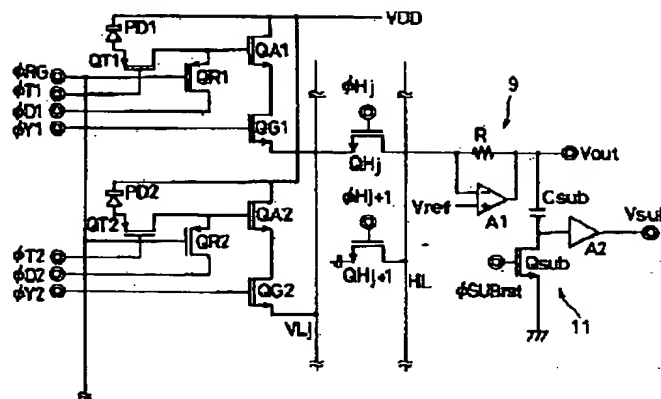 PD1
VDD
QT1
QA1
ϕRG
ϕT1
QR1
ϕD1
ϕY1
QG1
ϕHj
9
R
Vout
QHj
PD2
Csub
Vref
A1
Vsub
ϕHj+1
QT2
QA2
QR2
A2
Qsub
ϕT2
ϕD2
QHj+1
HL
ϕY2
QG2
ϕSUBrst
VLj
11